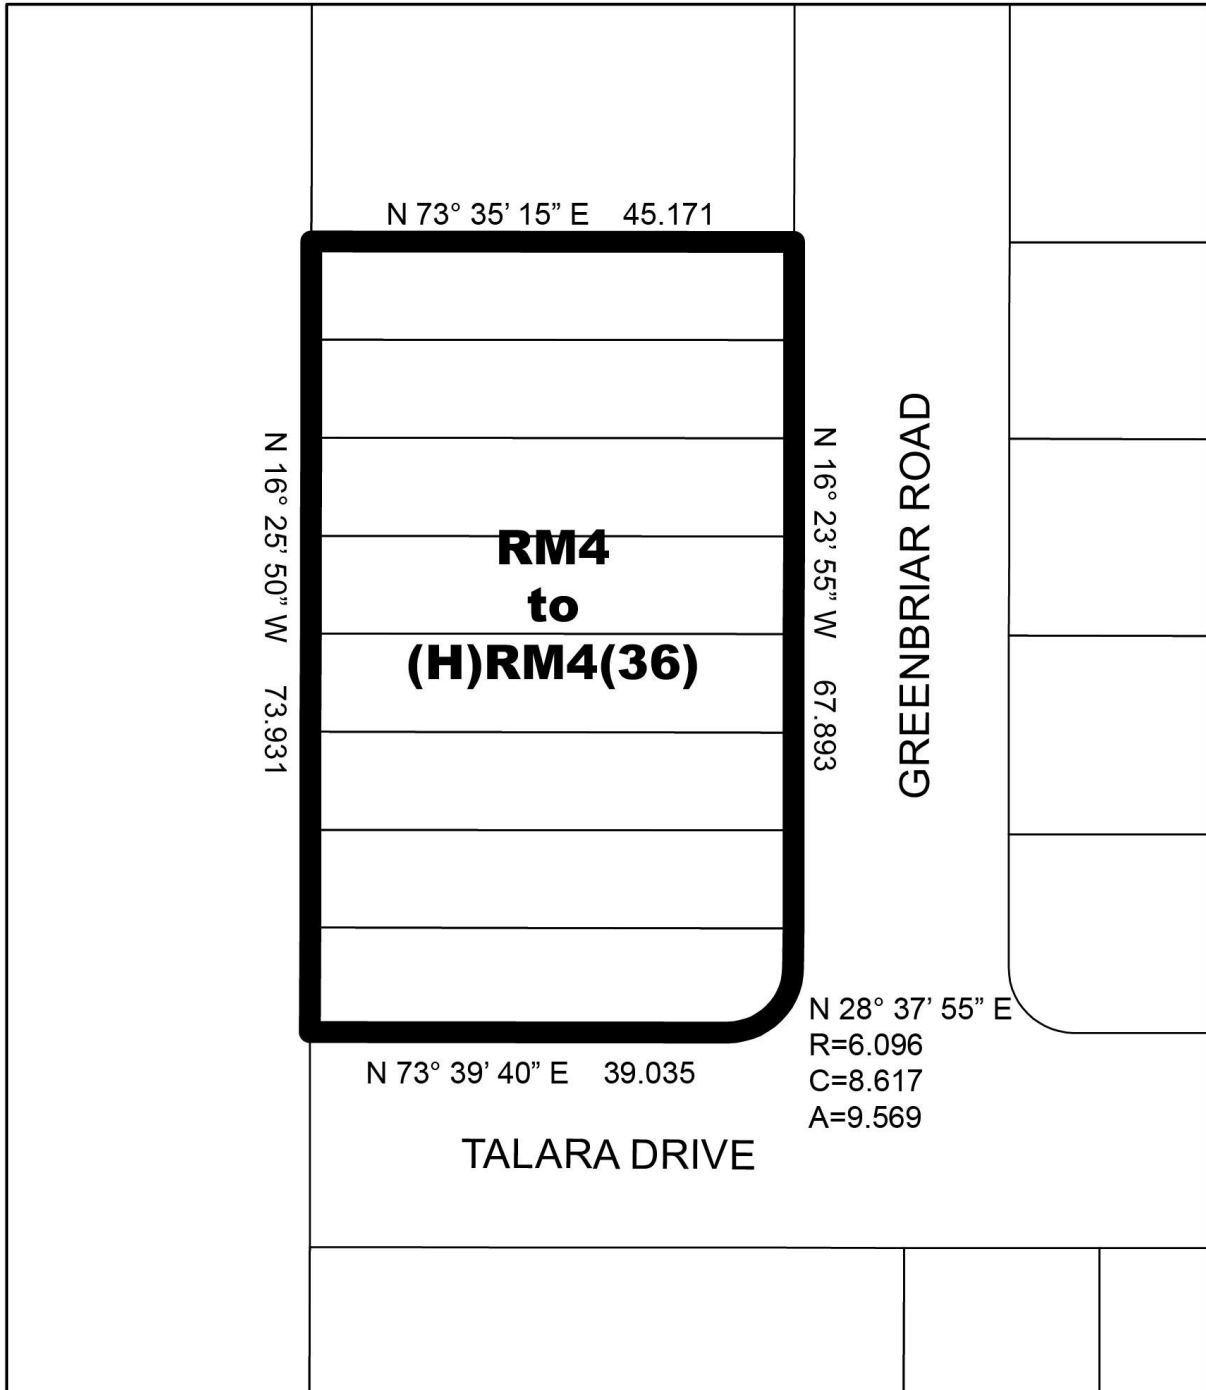 N 73° 35’ 15” E 45.171
N 16° 25’ 50” W 73.931
N 16° 23’ 55” W 67.893
GREENBRIAR ROAD
RM4
to
(H)RM4(36)
N 28° 37’ 55” E
R=6.096
C=8.617
A=9.569
N 73° 39’ 40” E 39.035
TALARA DRIVE